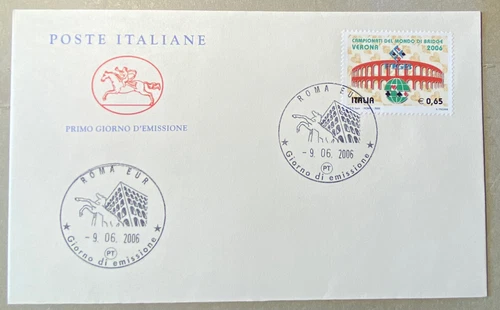 POSTE ITALIANE
PRIMO GIORNO D'EMISSIONE
CAMPIONATI DEL MONDO DI BRIDGE
VERONA 2006
ITALIA € 0,65
ROMA EUR
- 9. 06. 2006
PT
★ Giorno di emissione ★
ROMA EUR
- 9. 06. 2006
PT
★ Giorno di emissione ★